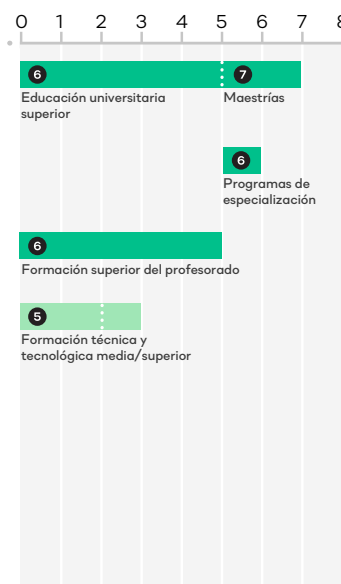 0 1 2 3 4 5 6 7 8
6 7
Educación universitaria Maestrías
superior
6
Programas de
especialización
6
Formación superior del profesorado
5
Formación técnica y
tecnológica media/superior